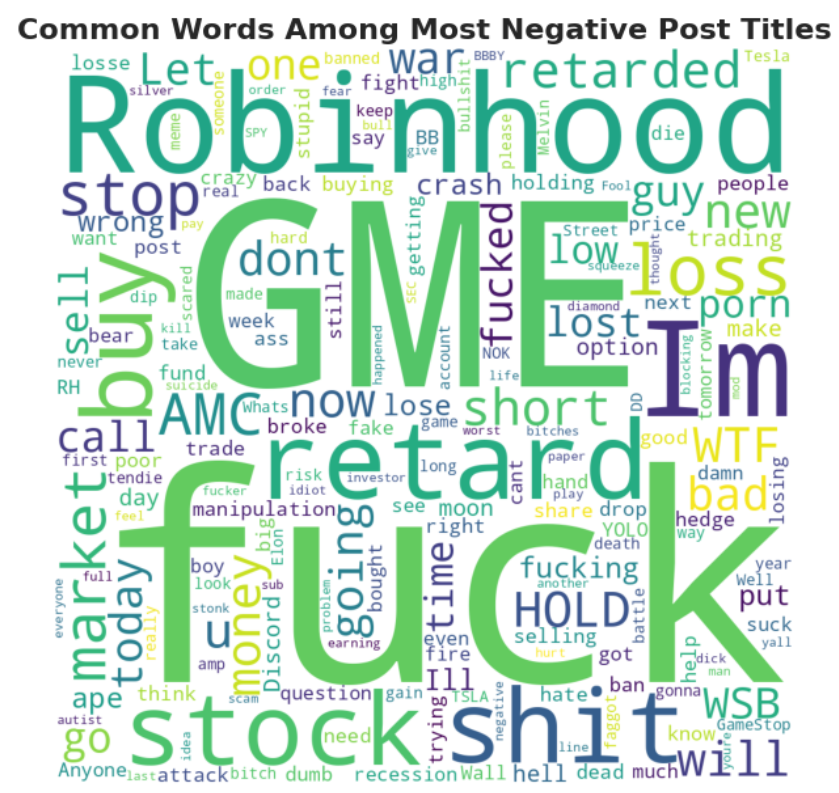 Common Words Among Most Negative Post Titles
losse Let one banned war BBBY retarded Tesla
silver someone order fear fight high bullshit
Robinhood
meme SPY stupid keep bull say BB give please Melvin die
stop real crazy back buying crash holding Fool guy people
wrong want post pay hard dont getting fucked Street low price new trading
GME
squeeze thought loss
sell buy dip scared made SEC still diamond lost next porn
bear week ass happened account NOK option Im make
kill take never life blocking tomorrow mod
RH fund suicide AMC Whats now lose short DD
call broke fake game worst bitches good WTF
first poor trade retard long paper cant hand damn losing
tendie day fucker risk idiot investor play share drop bad
market feel manipulation see moon right YOLO hedge way
fuck
big Elon going bought time fucking death year
full today boy look money sub problem another Well put
everyone really stonk u Discord earning even HOLD battle suck
amp fire selling hurt got help dick man yall
ape think scam question gain Ill TSLA negative hate ban gonna WSB
autist stock need trying shit faggot know GameStop
go idea line will youre
Anyone last attack bitch dumb recession Wall hell dead much